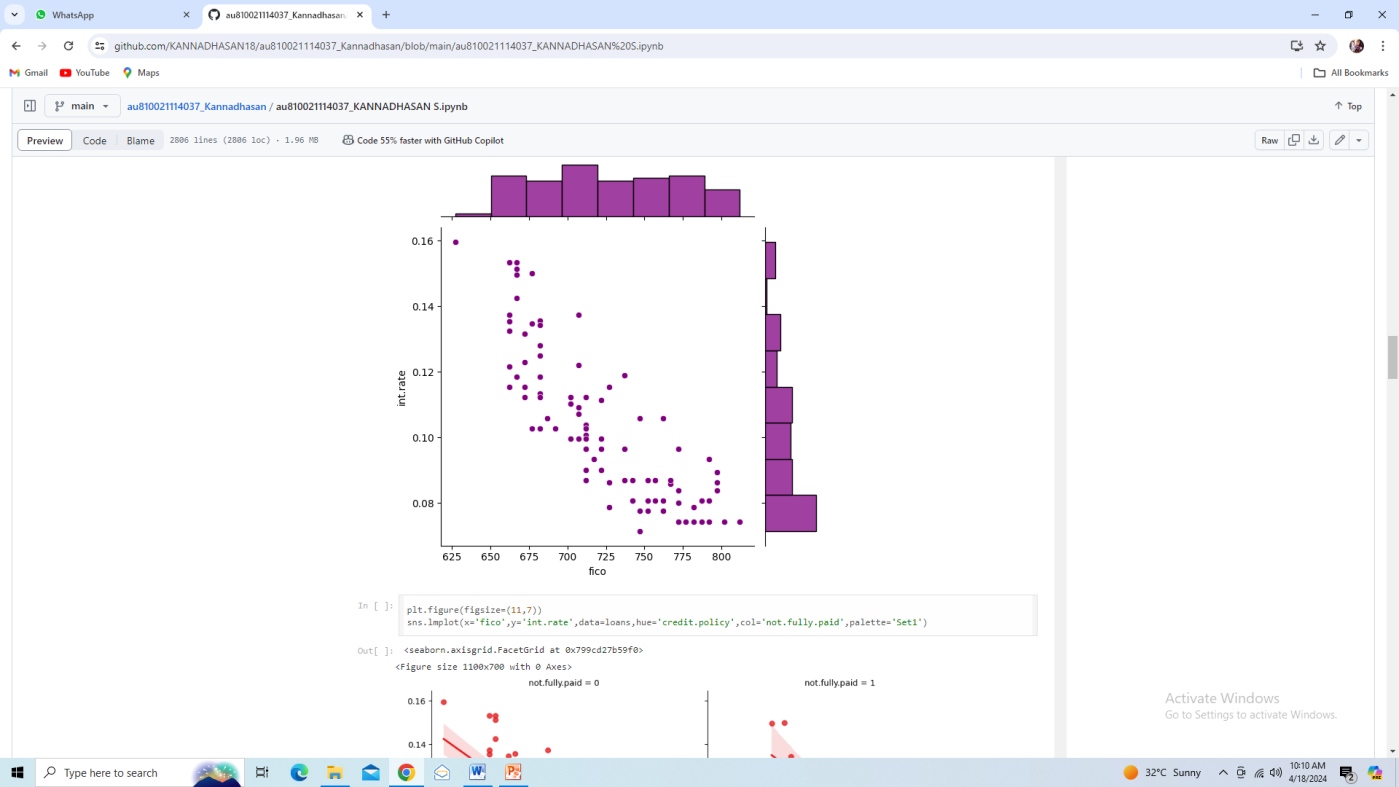 WhatsApp
au810021114037_Kannadhasan
github.com/KANNADHASAN18/au810021114037_Kannadhasan/blob/main/au810021114037_KANNADHASAN%20S.ipynb
Gmail YouTube Maps All Bookmarks
main au810021114037_Kannadhasan / au810021114037_KANNADHASAN S.ipynb Top
Preview Code Blame 2806 lines (2806 loc) · 1.96 MB Code 55% faster with GitHub Copilot Raw
0.16
0.14
0.12
0.10
0.08
int.rate
625 650 675 700 725 750 775 800
fico
In [ ]:
plt.figure(figsize=(11,7))
sns.lmplot(x='fico',y='int.rate',data=loans,hue='credit.policy',col='not.fully.paid',palette='Set1')
Out[ ]: <seaborn.axisgrid.FacetGrid at 0x799cd27b59f0>
<Figure size 1100x700 with 0 Axes>
not.fully.paid = 0 not.fully.paid = 1
0.16
0.14
Activate Windows
Go to Settings to activate Windows.
Type here to search 32°C Sunny 10:10 AM
4/18/2024
2